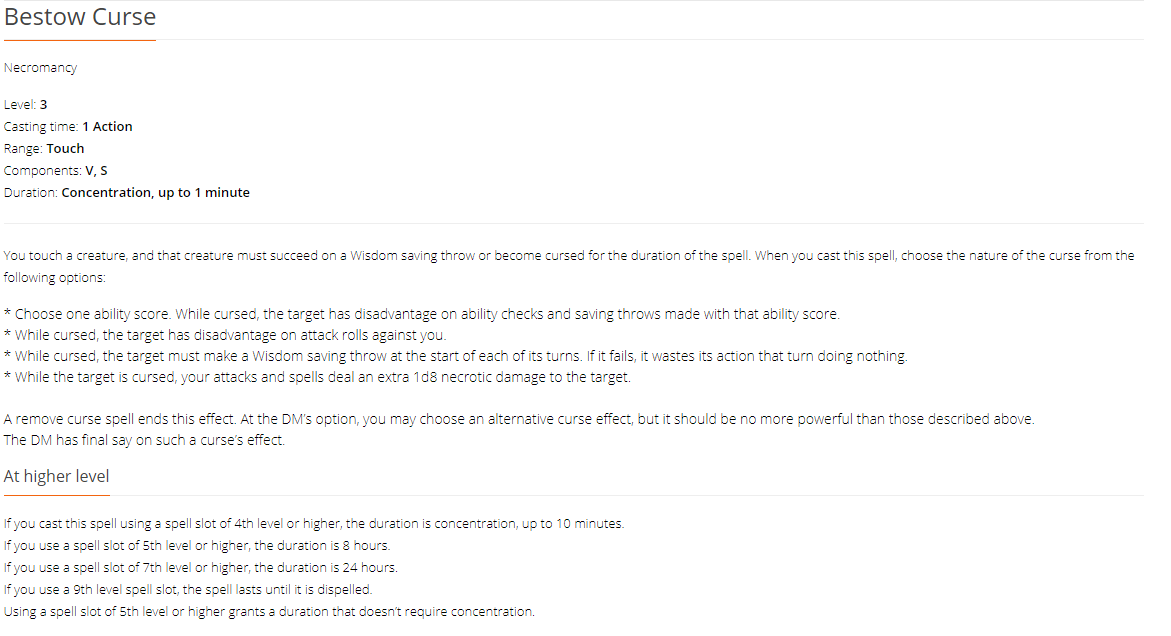 Bestow Curse
Necromancy
Level: 3
Casting time: 1 Action
Range: Touch
Components: V, S
Duration: Concentration, up to 1 minute
You touch a creature, and that creature must succeed on a Wisdom saving throw or become cursed for the duration of the spell. When you cast this spell, choose the nature of the curse from the
following options:
* Choose one ability score. While cursed, the target has disadvantage on ability checks and saving throws made with that ability score.
* While cursed, the target has disadvantage on attack rolls against you.
* While cursed, the target must make a Wisdom saving throw at the start of each of its turns. If it fails, it wastes its action that turn doing nothing.
* While the target is cursed, your attacks and spells deal an extra 1d8 necrotic damage to the target.
A remove curse spell ends this effect. At the DM's option, you may choose an alternative curse effect, but it should be no more powerful than those described above.
The DM has final say on such a curse's effect.
At higher level
If you cast this spell using a spell slot of 4th level or higher, the duration is concentration, up to 10 minutes.
If you use a spell slot of 5th level or higher, the duration is 8 hours.
If you use a spell slot of 7th level or higher, the duration is 24 hours.
If you use a 9th level spell slot, the spell lasts until it is dispelled.
Using a spell slot of 5th level or higher grants a duration that doesn't require concentration.